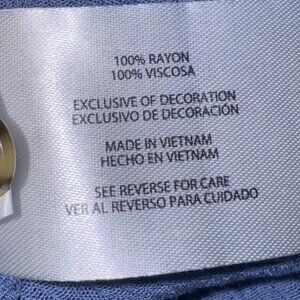 100% RAYON
100% VISCOSA
EXCLUSIVE OF DECORATION
EXCLUSIVO DE DECORACIÓN
MADE IN VIETNAM
HECHO EN VIETNAM
SEE REVERSE FOR CARE
VER AL REVERSO PARA CUIDADO